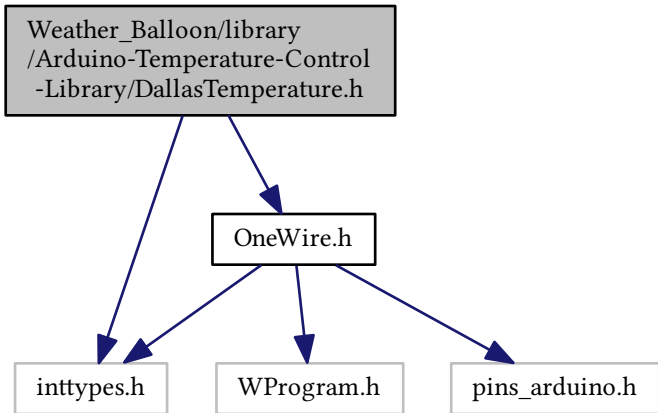 Weather_Balloon/library
/Arduino-Temperature-Control
-Library/DallasTemperature.h
OneWire.h
inttypes.h
WProgram.h
pins_arduino.h